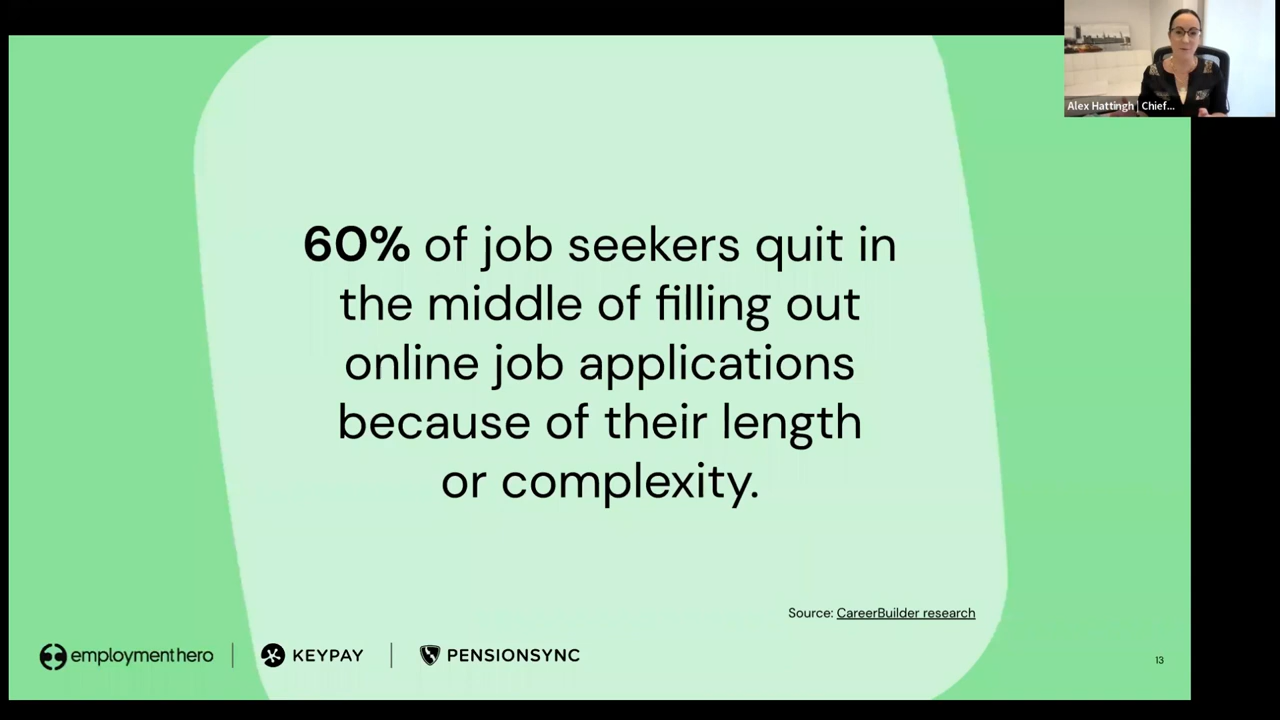 Alex Hattingh | Chief...
60% of job seekers quit in
the middle of filling out
online job applications
because of their length
or complexity.
Source: CareerBuilder research
employmenthero | KEYPAY | PENSIONSYNC
13